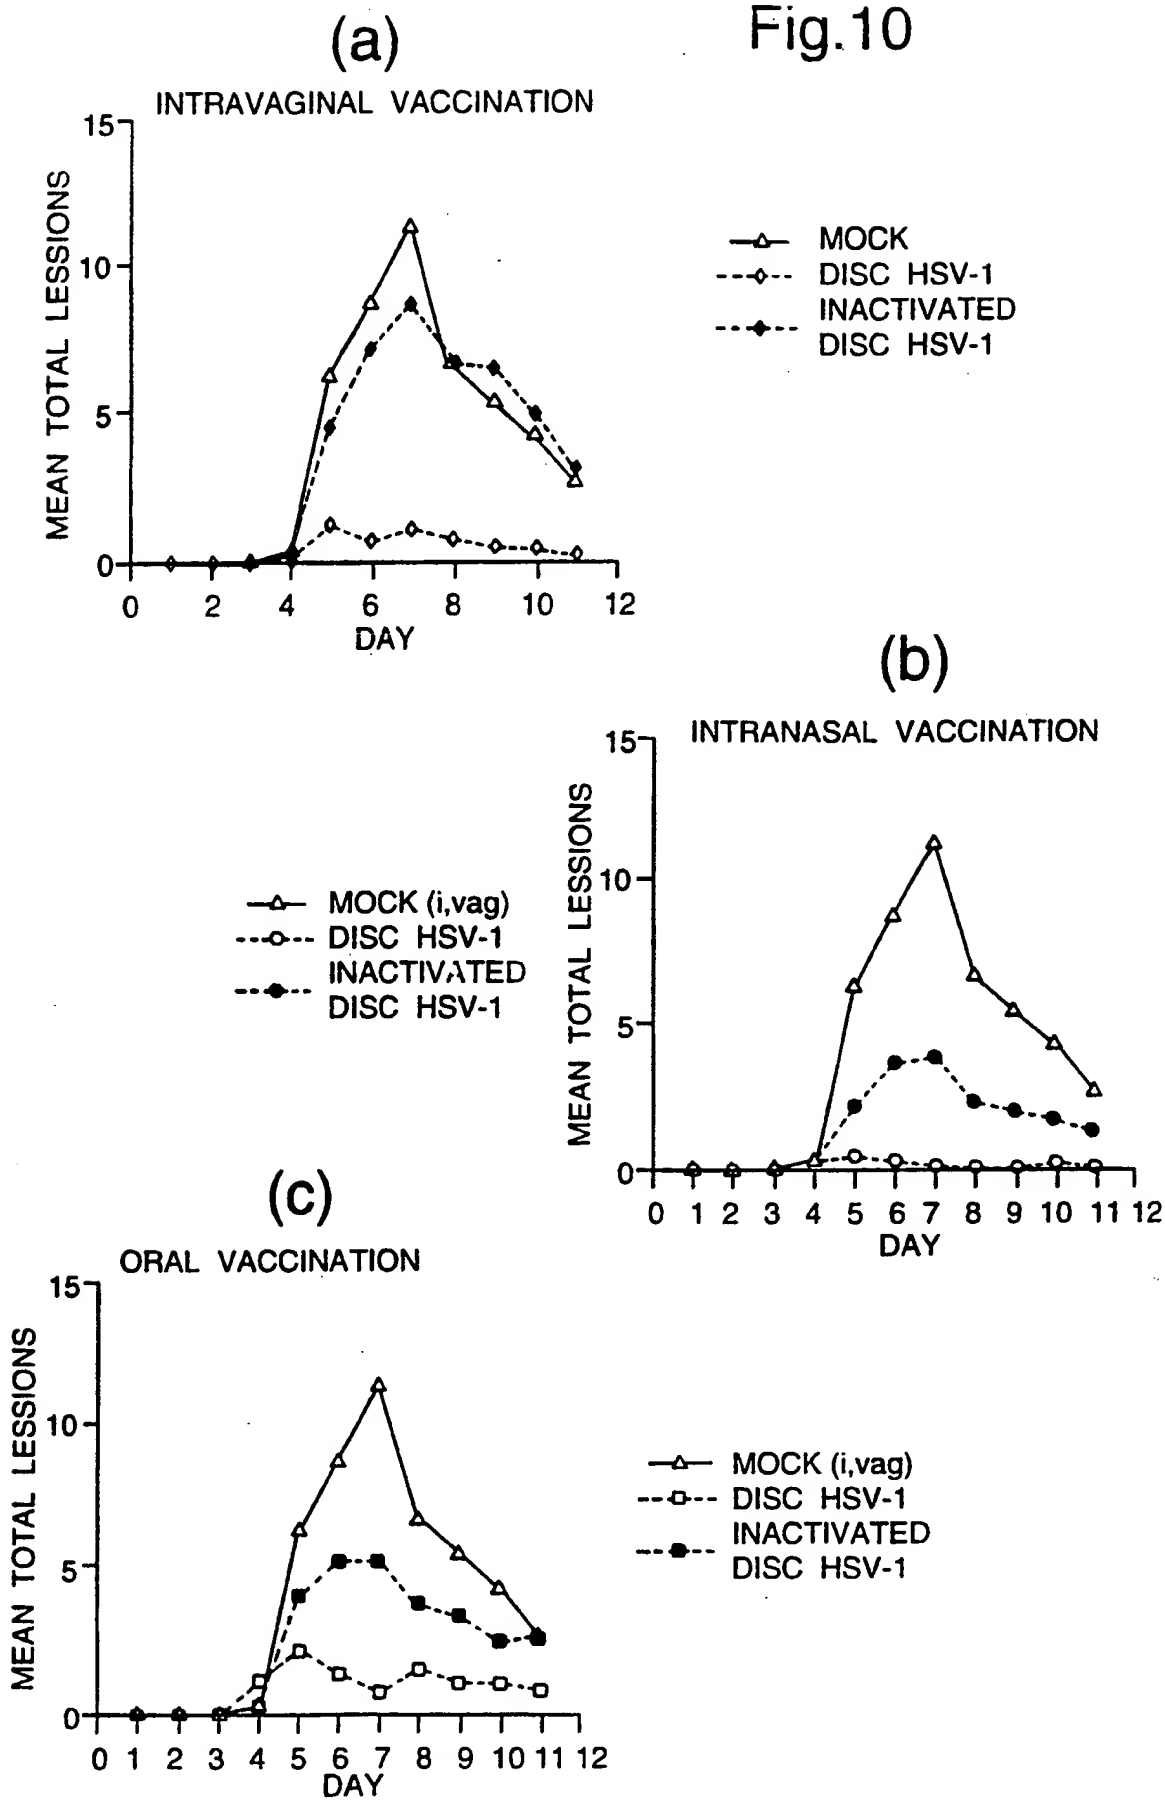 Fig.10
(a)
INTRAVAGINAL VACCINATION
MEAN TOTAL LESSIONS
15
10
5
0
0 2 4 6 8 10 12
DAY
MOCK
DISC HSV-1
INACTIVATED
DISC HSV-1
(b)
INTRANASAL VACCINATION
MEAN TOTAL LESSIONS
15
10
5
0
0 1 2 3 4 5 6 7 8 9 10 11 12
DAY
MOCK (i,vag)
DISC HSV-1
INACTIVATED
DISC HSV-1
(c)
ORAL VACCINATION
MEAN TOTAL LESSIONS
15
10
5
0
0 1 2 3 4 5 6 7 8 9 10 11 12
DAY
MOCK (i,vag)
DISC HSV-1
INACTIVATED
DISC HSV-1